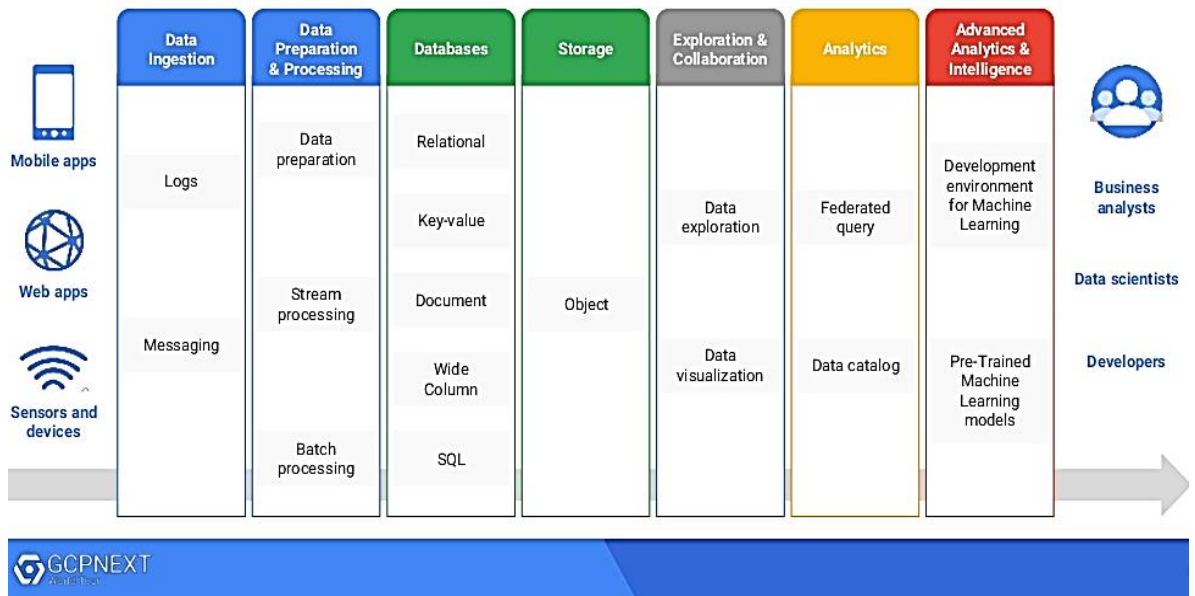 Data
Ingestion
Data
Preparation
& Processing
Databases
Storage
Exploration &
Collaboration
Analytics
Advanced
Analytics &
Intelligence
Mobile apps
Web apps
Sensors and
devices
Logs
Messaging
Data
preparation
Stream
processing
Batch
processing
Relational
Key-value
Document
Wide
Column
SQL
Object
Data
exploration
Data
visualization
Federated
query
Data catalog
Development
environment
for Machine
Learning
Pre-Trained
Machine
Learning
models
Business
analysts
Data scientists
Developers
GCPNEXT
World Tour